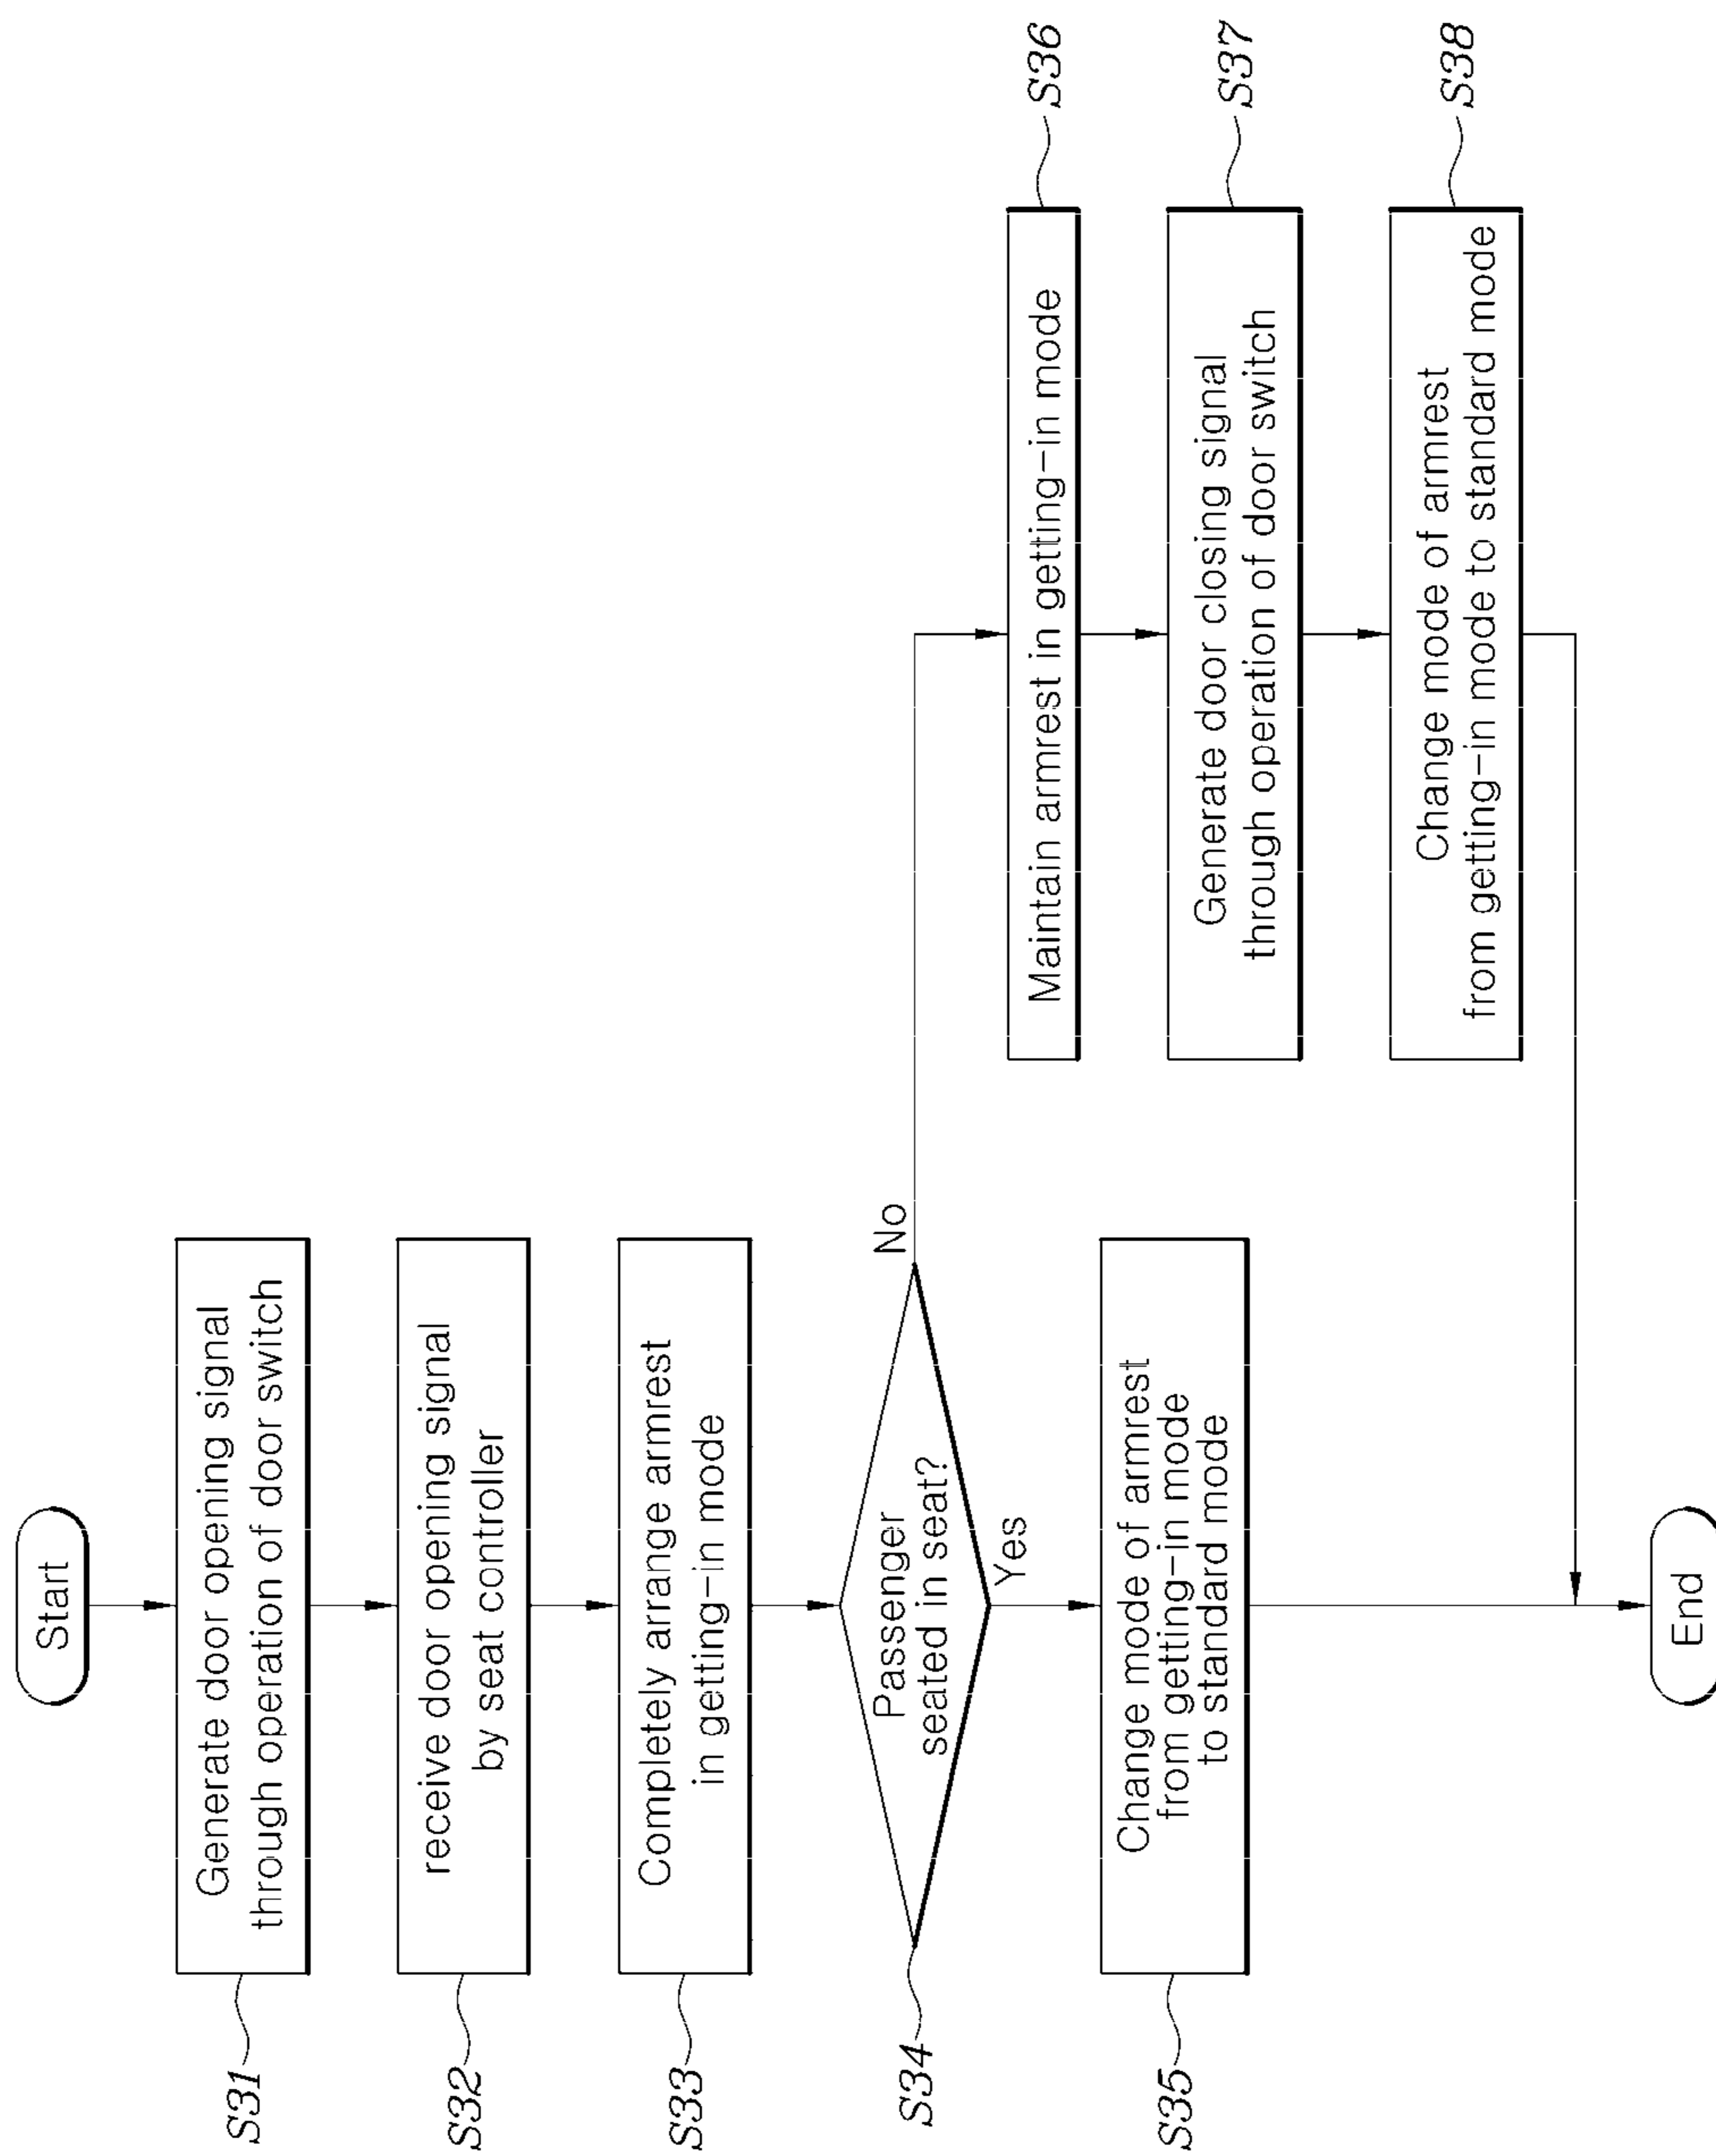 Start
S31
Generate door opening signal
through operation of door switch
S32
receive door opening signal
by seat controller
S33
Completely arrange armrest
in getting-in mode
S34
Passenger
seated in seat?
No
Yes
S35
Change mode of armrest
from getting-in mode
to standard mode
S36
Maintain armrest in getting-in mode
S37
Generate door closing signal
through operation of door switch
S38
Change mode of armrest
from getting-in mode to standard mode
End